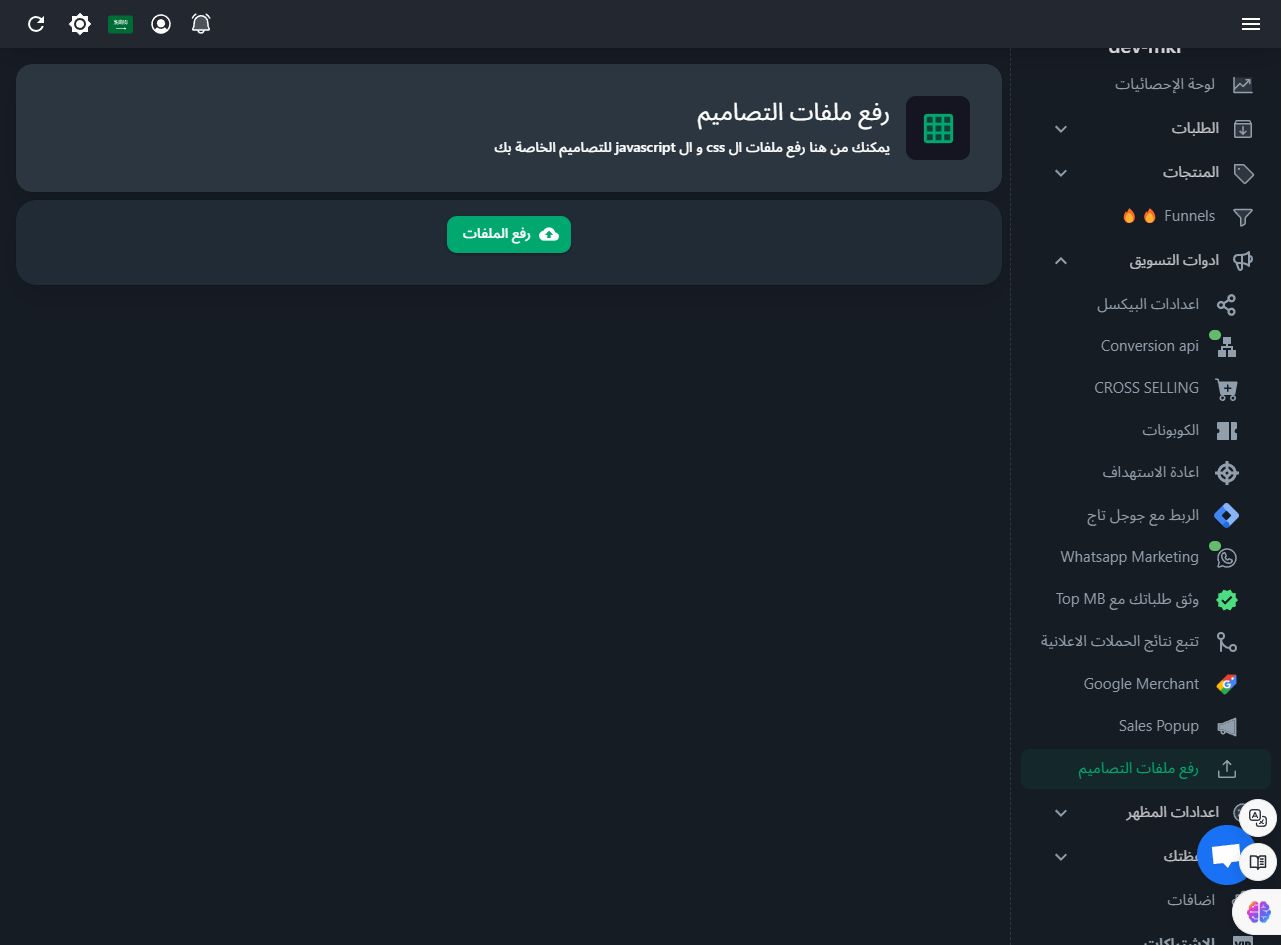 dev-mkt
لوحة الإحصائيات
الطلبات
المنتجات
Funnels 🔥 🔥
ادوات التسويق
اعدادات البيكسل
Conversion api
CROSS SELLING
الكوبونات
اعادة الاستهداف
الربط مع جوجل تاج
Whatsapp Marketing
وثق طلباتك مع Top MB
تتبع نتائج الحملات الاعلانية
Google Merchant
Sales Popup
رفع ملفات التصاميم
اعدادات المظهر
اضافات
الاشتراكات
رفع ملفات التصاميم
يمكنك من هنا رفع ملفات ال css و ال javascript للتصاميم الخاصة بك
رفع الملفات